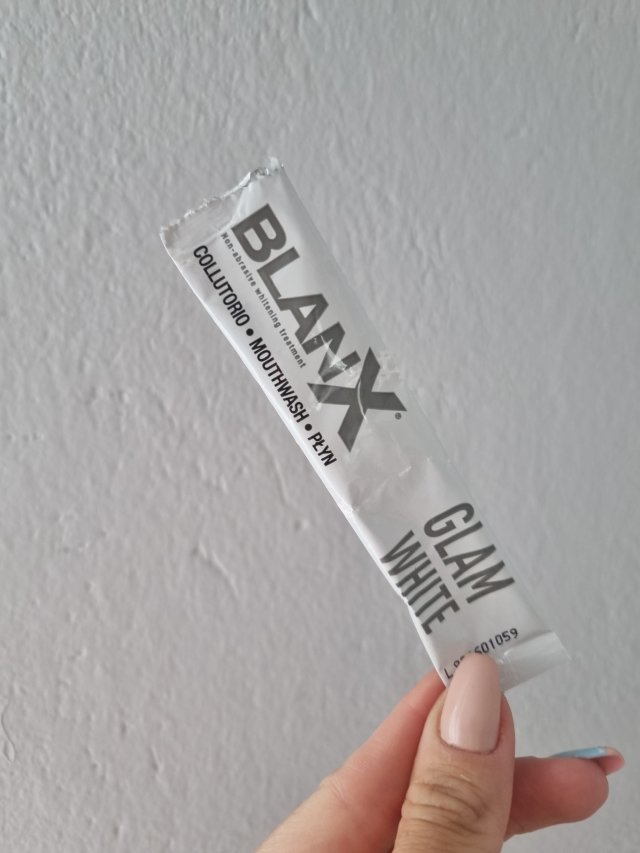 BLANX®
Non-abrasive whitening treatment
COLLUTORIO • MOUTHWASH • PŁYN
GLAM
WHITE